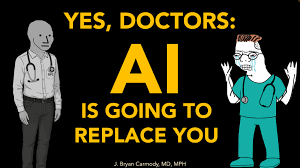 YES, DOCTORS:
AI
IS GOING TO
REPLACE YOU
J. Bryan Carmody, MD, MPH